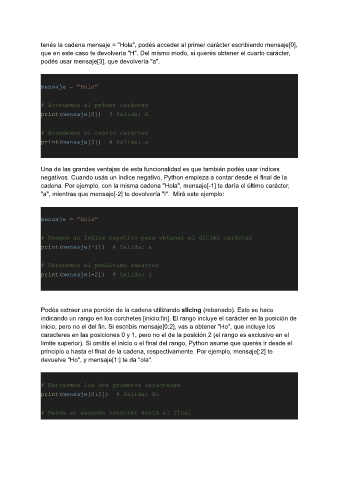 tenés la cadena mensaje = "Hola", podés acceder al primer carácter escribiendo mensaje[0],
que en este caso te devolvería "H". Del mismo modo, si querés obtener el cuarto carácter,
podés usar mensaje[3], que devolvería "a".
mensaje = "Hola"
# Accedemos al primer carácter
print(mensaje[0])  # Salida: H
# Accedemos al cuarto carácter
print(mensaje[3])  # Salida: a
Una de las grandes ventajas de esta funcionalidad es que también podés usar índices
negativos. Cuando usás un índice negativo, Python empieza a contar desde el final de la
cadena. Por ejemplo, con la misma cadena "Hola", mensaje[-1] te daría el último carácter,
"a", mientras que mensaje[-2] te devolvería "l".  Mirá este ejemplo:
mensaje = "Hola"
# Usamos un índice negativo para obtener el último carácter
print(mensaje[-1])  # Salida: a
# Obtenemos el penúltimo carácter
print(mensaje[-2])  # Salida: l
Podés extraer una porción de la cadena utilizando slicing (rebanado). Esto se hace
indicando un rango en los corchetes [inicio:fin]. El rango incluye el carácter en la posición de
inicio, pero no el del fin. Si escribís mensaje[0:2], vas a obtener "Ho", que incluye los
caracteres en las posiciones 0 y 1, pero no el de la posición 2 (el rango es exclusivo en el
límite superior). Si omitís el inicio o el final del rango, Python asume que querés ir desde el
principio o hasta el final de la cadena, respectivamente. Por ejemplo, mensaje[:2] te
devuelve "Ho", y mensaje[1:] te da "ola".
# Extraemos los dos primeros caracteres
print(mensaje[0:2])  # Salida: Ho
# Desde el segundo carácter hasta el final